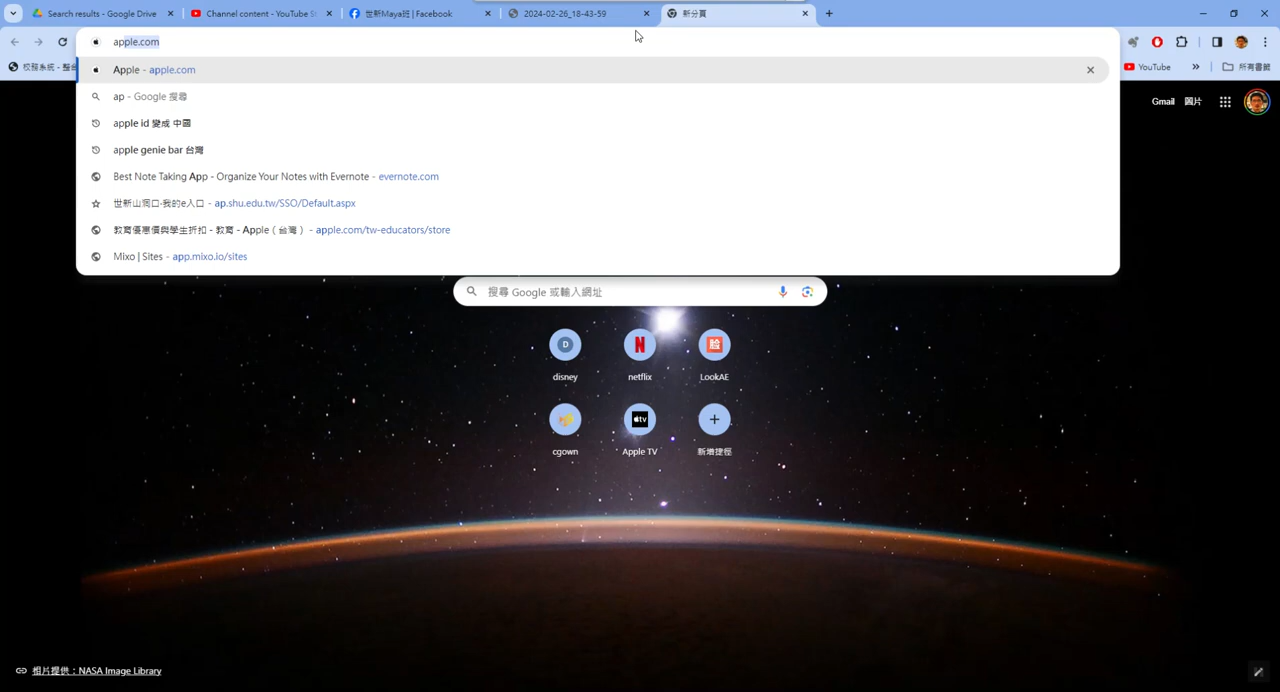 Search results - Google Drive
Channel content - YouTube St
世新Maya班 | Facebook
2024-02-26_18-43-59
新分頁
apple.com
Apple - apple.com
ap - Google 搜尋
apple id 變成 中國
apple genie bar 台灣
Best Note Taking App - Organize Your Notes with Evernote - evernote.com
世新山洞口-我的e入口 - ap.shu.edu.tw/SSO/Default.aspx
教育優惠價與學生折扣 - 教育 - Apple（台灣） - apple.com/tw-educators/store
Mixo | Sites - app.mixo.io/sites
校務系統 - 整合
YouTube
所有書籤
Gmail
圖片
搜尋 Google 或輸入網址
D
N
臉
disney
netflix
LookAE
tv
cgown
Apple TV
新增捷徑
相片提供：NASA Image Library